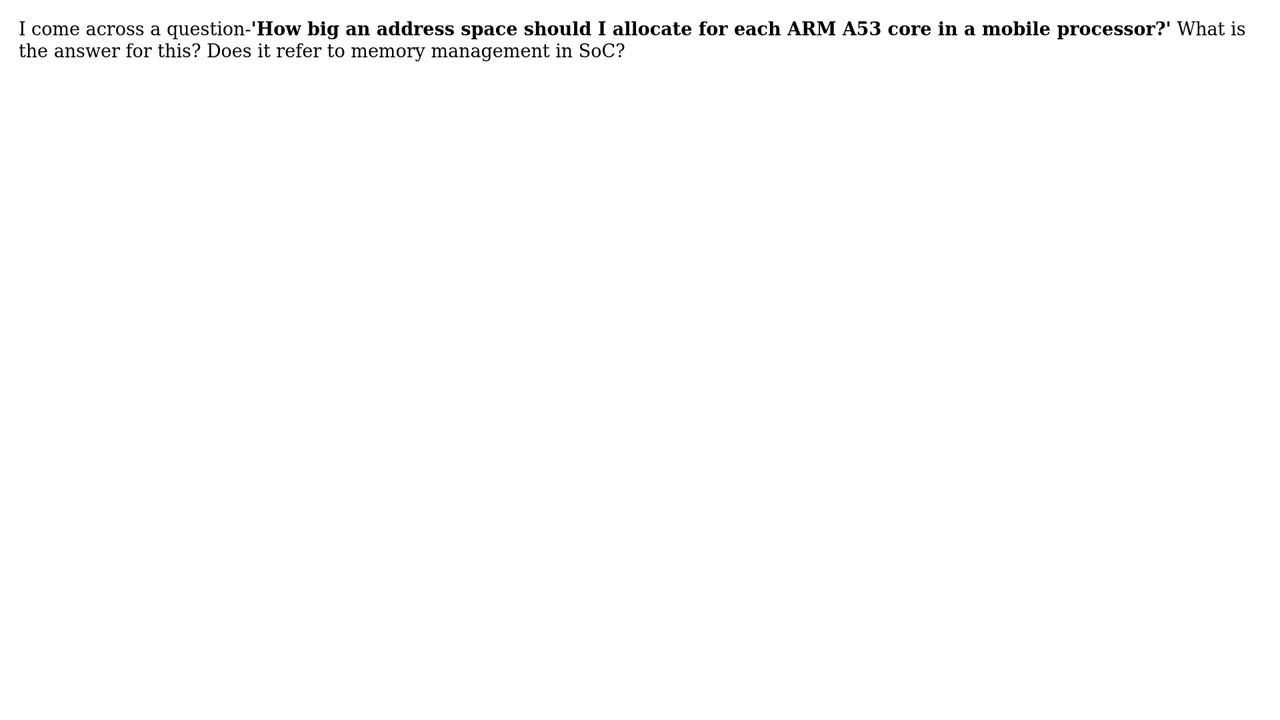 I come across a question-'How big an address space should I allocate for each ARM A53 core in a mobile processor?' What is
the answer for this? Does it refer to memory management in SoC?